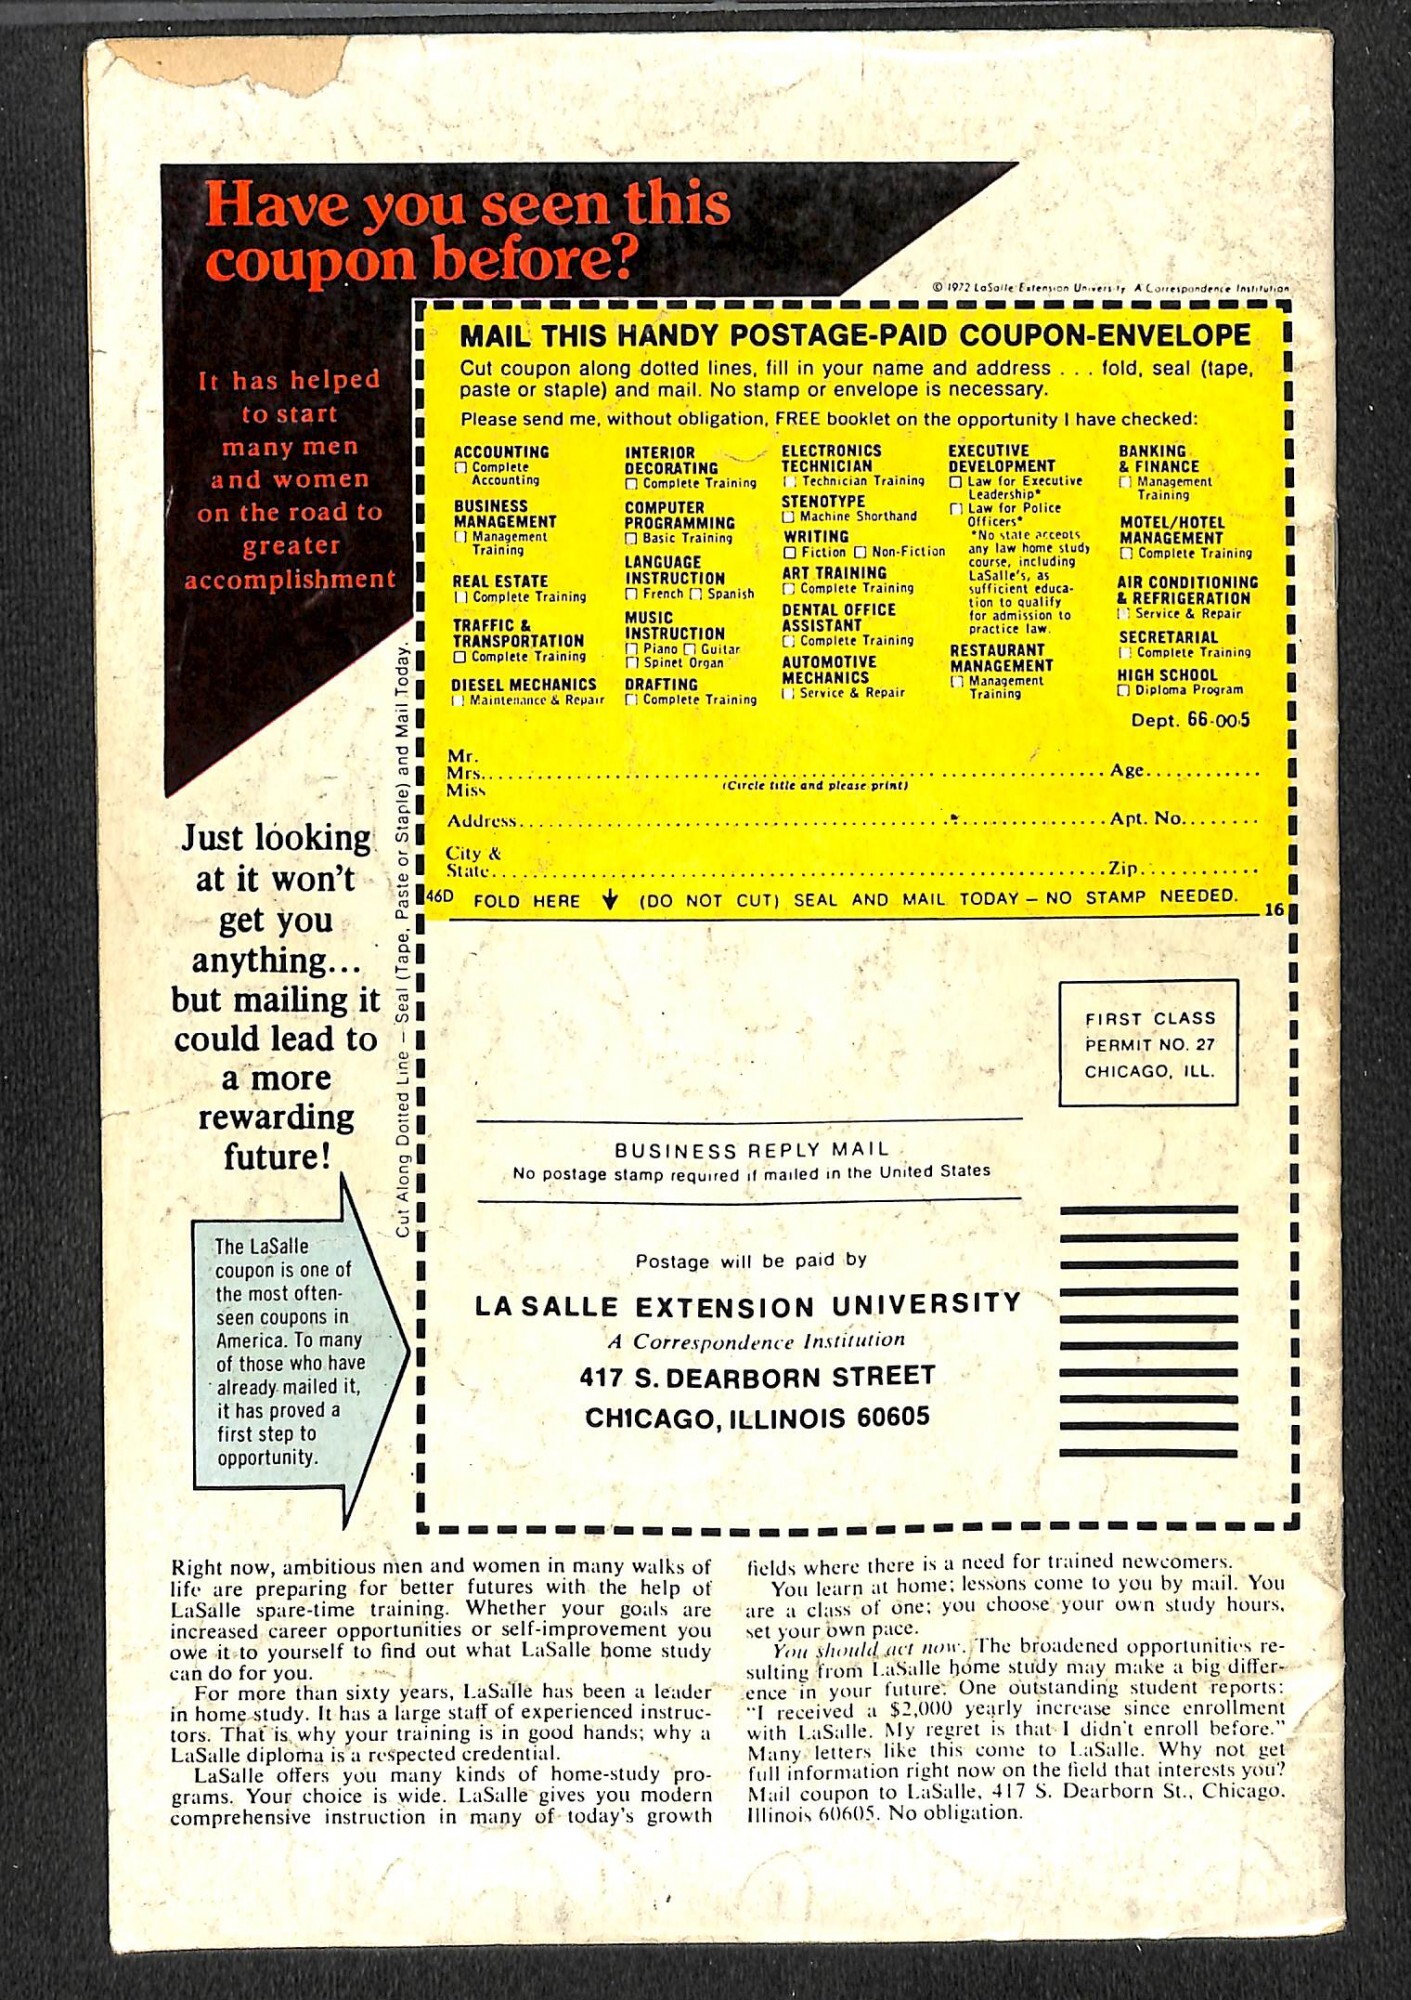 Have you seen this
coupon before?
© 1972 LaSalle Extension University A Correspondence Institution
It has helped
to start
many men
and women
on the road to
greater
accomplishment
MAIL THIS HANDY POSTAGE-PAID COUPON-ENVELOPE
Cut coupon along dotted lines, fill in your name and address . . . fold, seal (tape,
paste or staple) and mail. No stamp or envelope is necessary.
Please send me, without obligation, FREE booklet on the opportunity I have checked:
ACCOUNTING
☐ Complete
Accounting
BUSINESS
MANAGEMENT
☐ Management
Training
REAL ESTATE
☐ Complete Training
TRAFFIC &
TRANSPORTATION
☐ Complete Training
DIESEL MECHANICS
☐ Maintenance & Repair
INTERIOR
DECORATING
☐ Complete Training
COMPUTER
PROGRAMMING
☐ Basic Training
LANGUAGE
INSTRUCTION
☐ French ☐ Spanish
MUSIC
INSTRUCTION
☐ Piano ☐ Guitar
☐ Spinet Organ
DRAFTING
☐ Complete Training
ELECTRONICS
TECHNICIAN
☐ Technician Training
STENOTYPE
☐ Machine Shorthand
WRITING
☐ Fiction ☐ Non-Fiction
ART TRAINING
☐ Complete Training
DENTAL OFFICE
ASSISTANT
☐ Complete Training
AUTOMOTIVE
MECHANICS
☐ Service & Repair
EXECUTIVE
DEVELOPMENT
☐ Law for Executive
Leadership*
☐ Law for Police
Officers*
*No state accepts
any law home study
course, including
LaSalle's, as
sufficient educa-
tion to qualify
for admission to
practice law.
RESTAURANT
MANAGEMENT
☐ Management
Training
BANKING
& FINANCE
☐ Management
Training
MOTEL/HOTEL
MANAGEMENT
☐ Complete Training
AIR CONDITIONING
& REFRIGERATION
☐ Service & Repair
SECRETARIAL
☐ Complete Training
HIGH SCHOOL
☐ Diploma Program
Dept. 66-005
Mr.
Mrs. Age
Miss (Circle title and please print)
Address Apt. No.
City &
State Zip
46D FOLD HERE ↓ (DO NOT CUT) SEAL AND MAIL TODAY – NO STAMP NEEDED.
16
Cut Along Dotted Line – Seal (Tape, Paste or Staple) and Mail Today.
Just looking
at it won't
get you
anything...
but mailing it
could lead to
a more
rewarding
future!
The LaSalle
coupon is one of
the most often-
seen coupons in
America. To many
of those who have
already mailed it,
it has proved a
first step to
opportunity.
FIRST CLASS
PERMIT NO. 27
CHICAGO, ILL.
BUSINESS REPLY MAIL
No postage stamp required if mailed in the United States
Postage will be paid by
LA SALLE EXTENSION UNIVERSITY
A Correspondence Institution
417 S. DEARBORN STREET
CHICAGO, ILLINOIS 60605
Right now, ambitious men and women in many walks of
life are preparing for better futures with the help of
LaSalle spare-time training. Whether your goals are
increased career opportunities or self-improvement you
owe it to yourself to find out what LaSalle home study
can do for you.
For more than sixty years, LaSalle has been a leader
in home study. It has a large staff of experienced instruc-
tors. That is why your training is in good hands; why a
LaSalle diploma is a respected credential.
LaSalle offers you many kinds of home-study pro-
grams. Your choice is wide. LaSalle gives you modern
comprehensive instruction in many of today's growth
fields where there is a need for trained newcomers.
You learn at home; lessons come to you by mail. You
are a class of one; you choose your own study hours,
set your own pace.
You should act now. The broadened opportunities re-
sulting from LaSalle home study may make a big differ-
ence in your future. One outstanding student reports:
"I received a $2,000 yearly increase since enrollment
with LaSalle. My regret is that I didn't enroll before."
Many letters like this come to LaSalle. Why not get
full information right now on the field that interests you?
Mail coupon to LaSalle, 417 S. Dearborn St., Chicago,
Illinois 60605. No obligation.